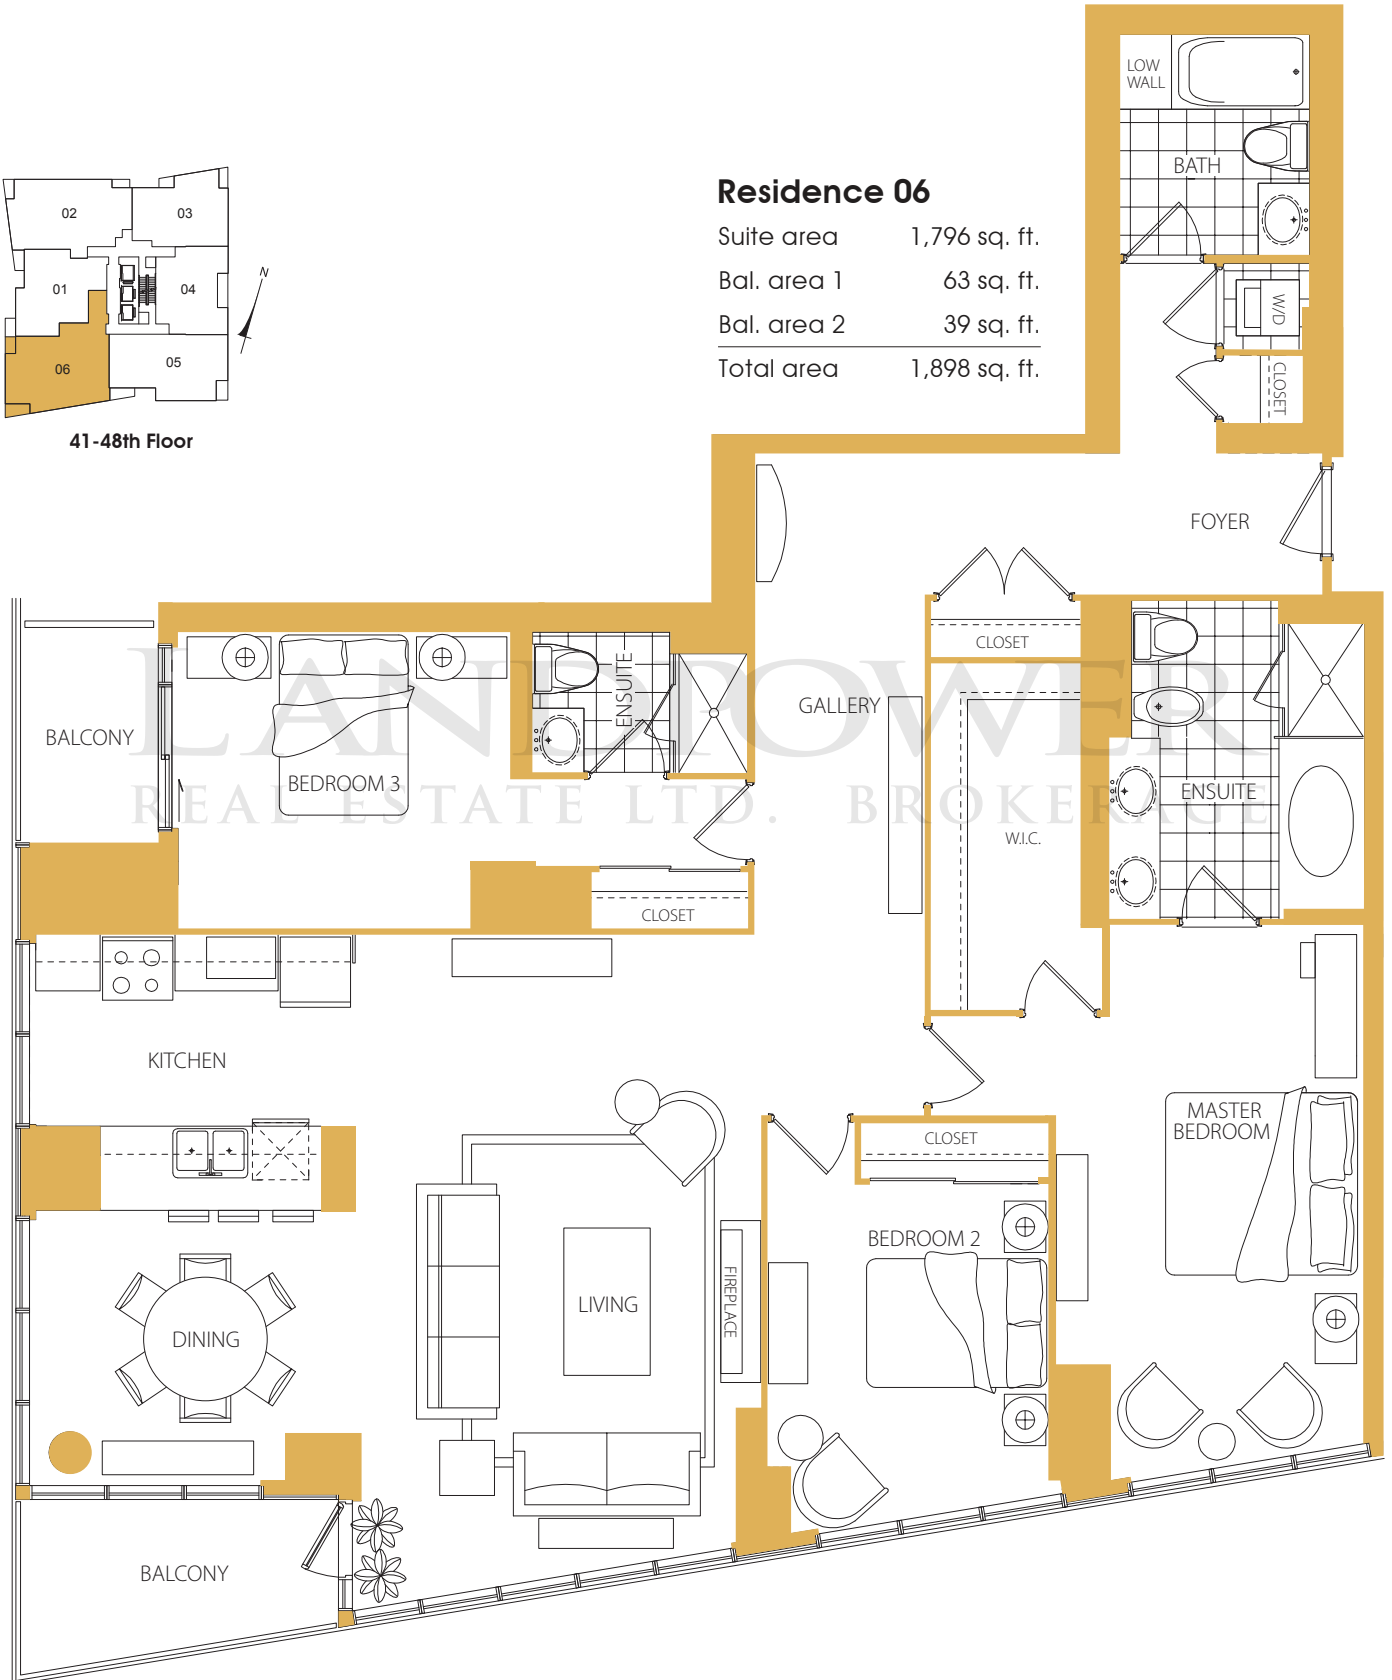 LOW
WALL
BATH
Residence 06
Suite area 1,796 sq. ft.
Bal. area 1 63 sq. ft.
Bal. area 2 39 sq. ft.
Total area 1,898 sq. ft.
02
03
01
04
06
05
N
41-48th Floor
W/D
CLOSET
FOYER
CLOSET
ENSUITE
GALLERY
BALCONY
BEDROOM 3
ENSUITE
W.I.C.
LANDPOWER
REAL ESTATE LTD. BROKERAGE
CLOSET
KITCHEN
MASTER
BEDROOM
CLOSET
BEDROOM 2
FIREPLACE
LIVING
DINING
BALCONY